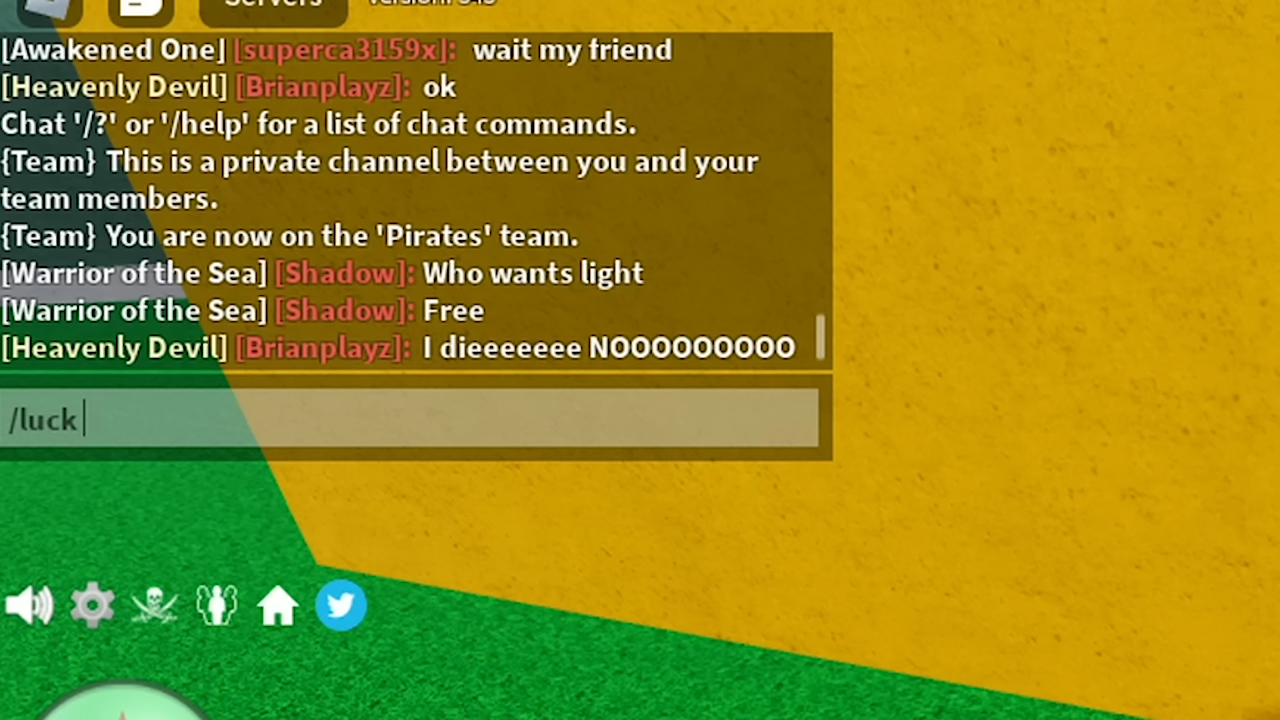 Servers
[Awakened One] [superca3159x]: wait my friend
[Heavenly Devil] [Brianplayz]: ok
Chat '/?' or '/help' for a list of chat commands.
{Team} This is a private channel between you and your
team members.
{Team} You are now on the 'Pirates' team.
[Warrior of the Sea] [Shadow]: Who wants light
[Warrior of the Sea] [Shadow]: Free
[Heavenly Devil] [Brianplayz]: I dieeeeeee NOOOOOOOOO
/luck